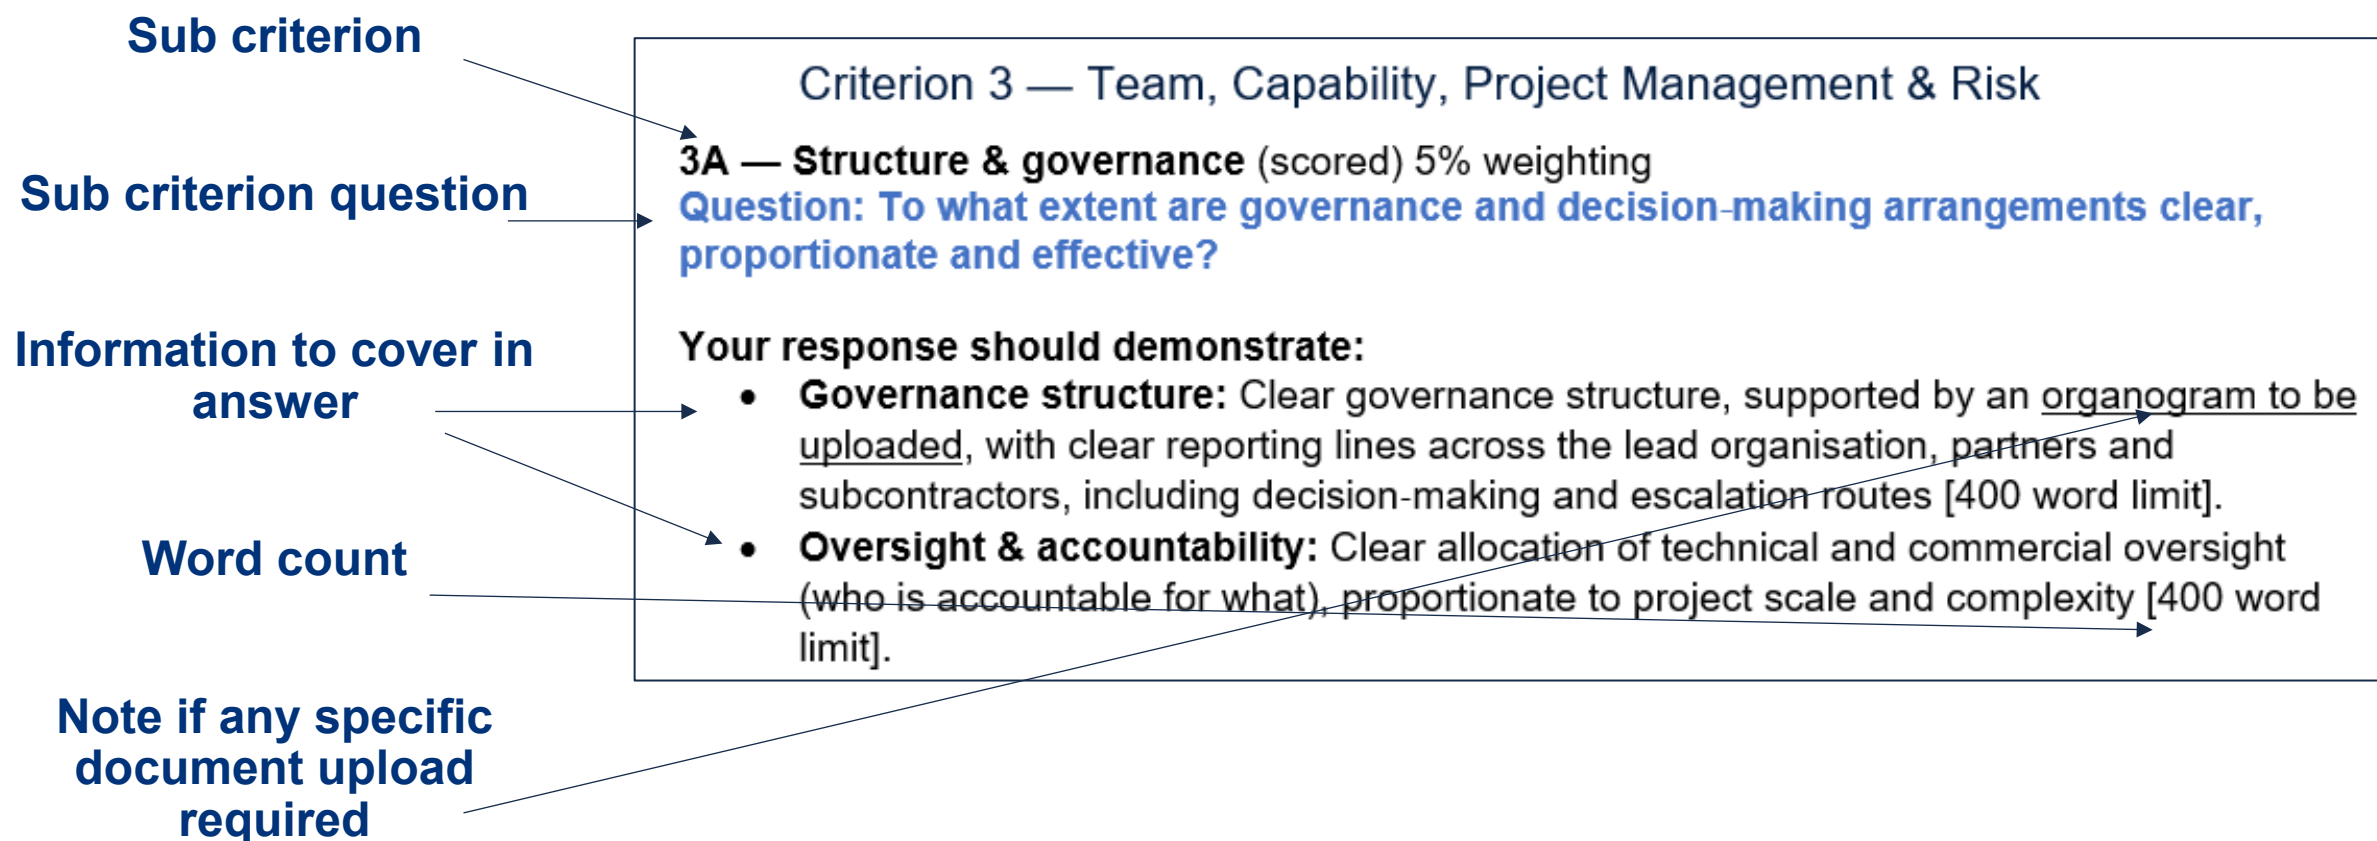 Sub criterion
Sub criterion question
Information to cover in
answer
Word count
Note if any specific
document upload
required
Criterion 3 — Team, Capability, Project Management & Risk
3A — Structure & governance (scored) 5% weighting
Question: To what extent are governance and decision-making arrangements clear,
proportionate and effective?
Your response should demonstrate:
• Governance structure: Clear governance structure, supported by an organogram to be
uploaded, with clear reporting lines across the lead organisation, partners and
subcontractors, including decision-making and escalation routes [400 word limit].
• Oversight & accountability: Clear allocation of technical and commercial oversight
(who is accountable for what), proportionate to project scale and complexity [400 word
limit].